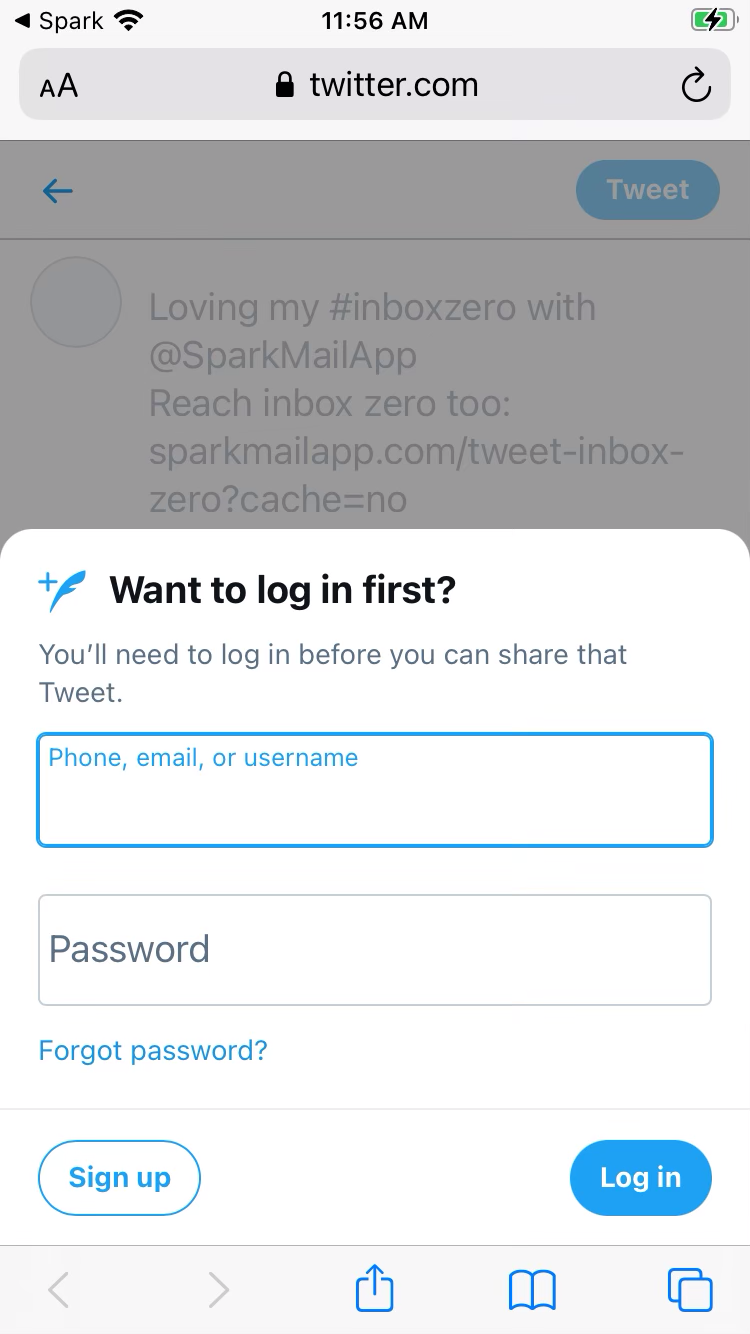 Spark
11:56 AM
AA
twitter.com
Tweet
Loving my #inboxzero with
@SparkMailApp
Reach inbox zero too:
sparkmailapp.com/tweet-inbox-
zero?cache=no
Want to log in first?
You’ll need to log in before you can share that
Tweet.
Phone, email, or username
Password
Forgot password?
Sign up
Log in